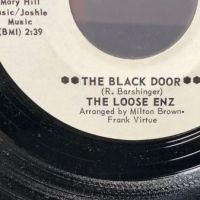 Mary Hill
Music/Joshie
Music
(BMI) 2:39
**THE BLACK DOOR**
(R. Barshinger)
THE LOOSE ENZ
Arranged by Milton Brown-
Frank Virtue